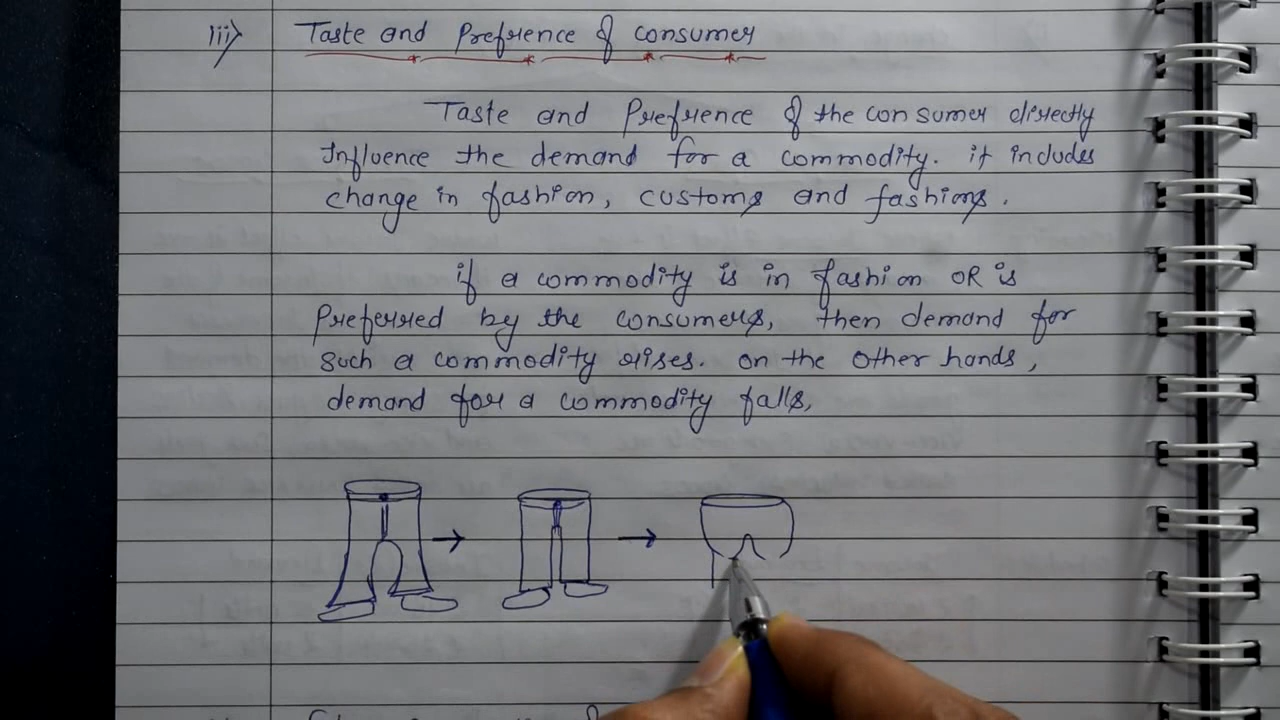 iii) Taste and Prefrence of consumer
Taste and Prefrence of the consumer directly
Influence the demand for a commodity. it includes
change in fashion, customs and fashions.
if a commodity is in fashion OR is
Preferred by the consumers, then demand for
such a commodity rises. on the other hands,
demand for a commodity falls,